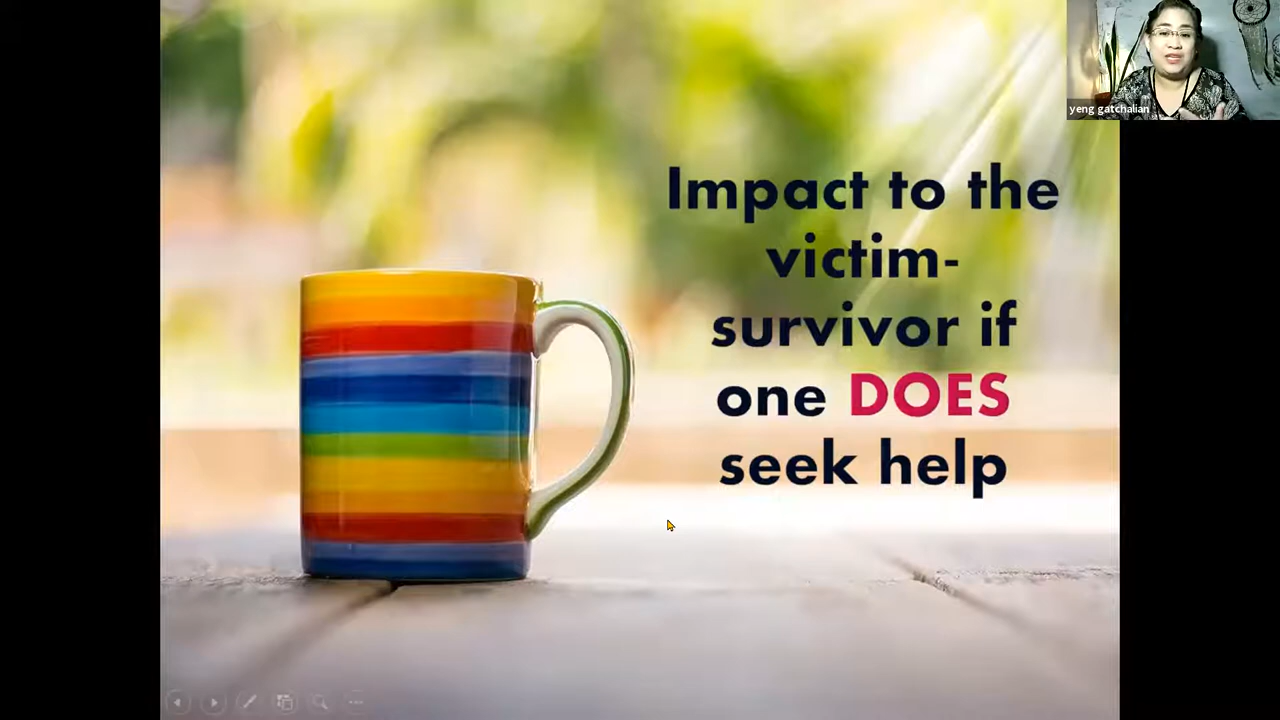 yeng gatchalian
Impact to the
victim-
survivor if
one DOES
seek help